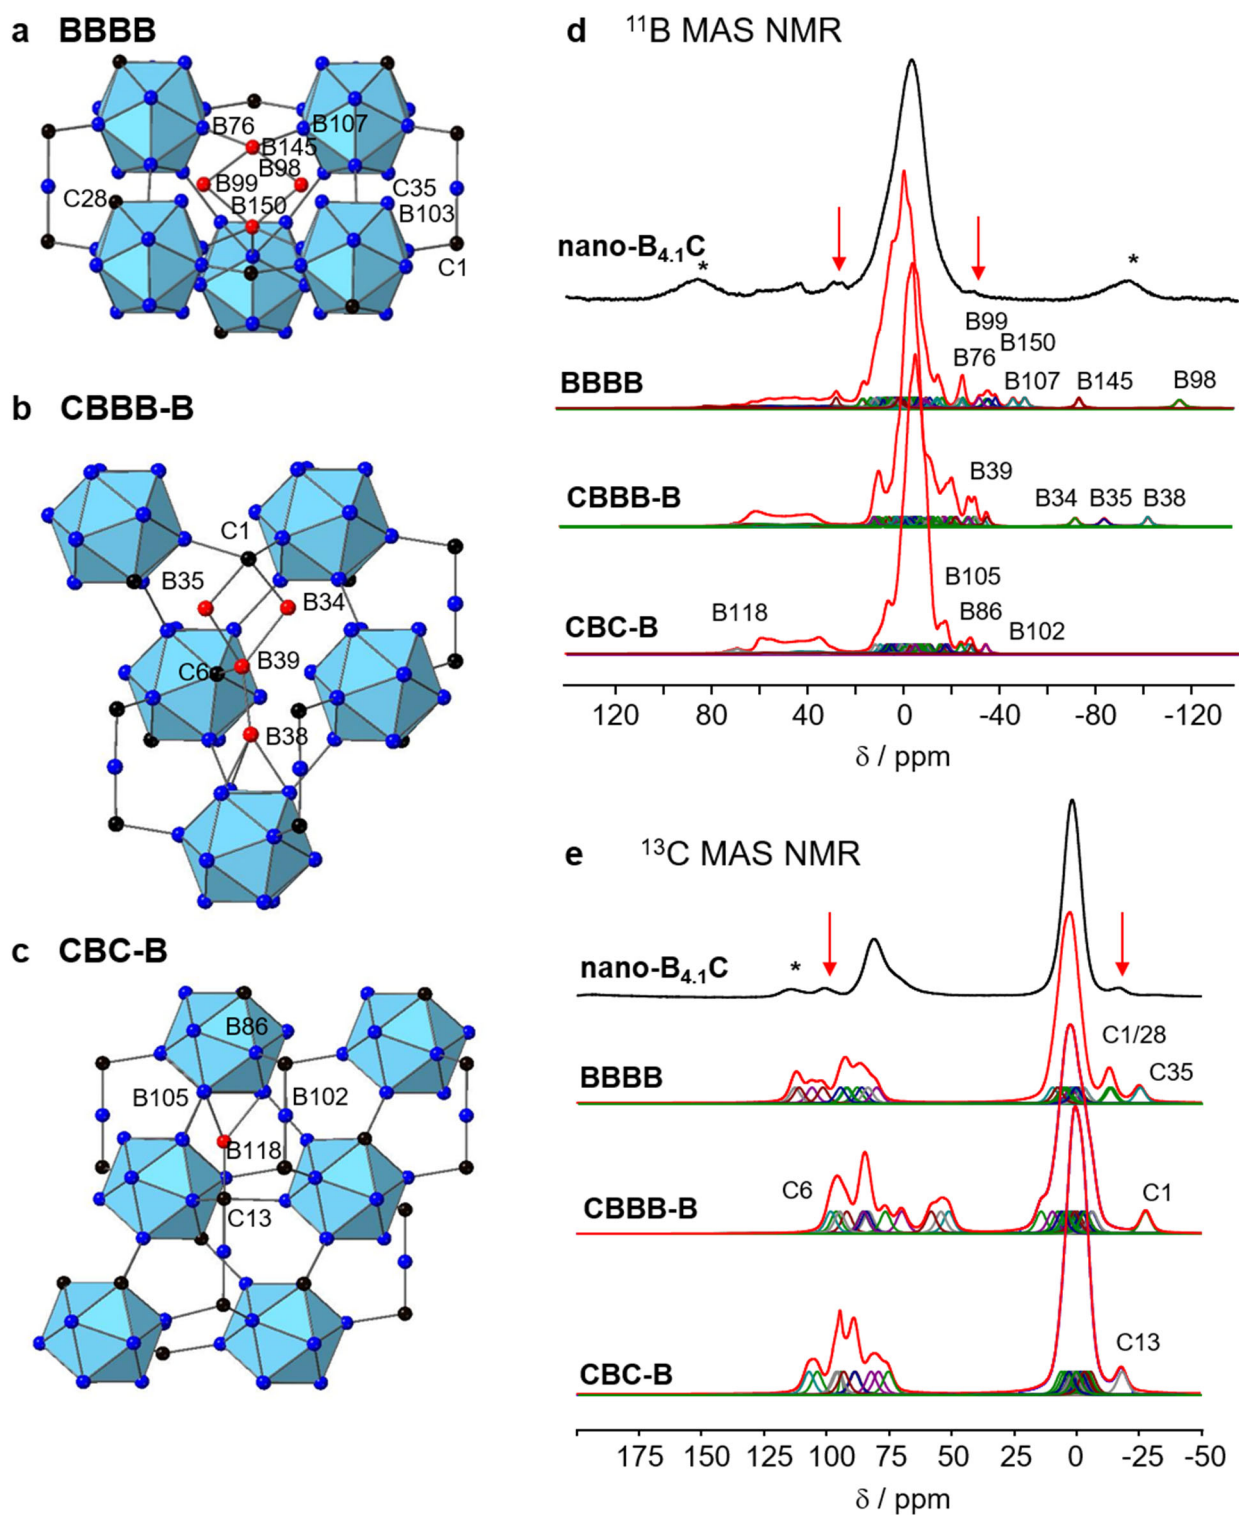 a BBBB
B76
B107
B145
B98
B99
B150
C28
C35
B103
C1
b CBBB-B
C1
B35
B34
C6
B39
B38
c CBC-B
B86
B105
B102
B118
C13
d ¹¹B MAS NMR
nano-B₄.₁C
*
*
B99
B76
B150
BBBB
B107
B145
B98
B39
CBBB-B
B34
B35
B38
B105
B118
B86
CBC-B
B102
120 80 40 0 -40 -80 -120
δ / ppm
e ¹³C MAS NMR
nano-B₄.₁C
*
C1/28
BBBB
C35
C6
CBBB-B
C1
C13
CBC-B
175 150 125 100 75 50 25 0 -25 -50
δ / ppm